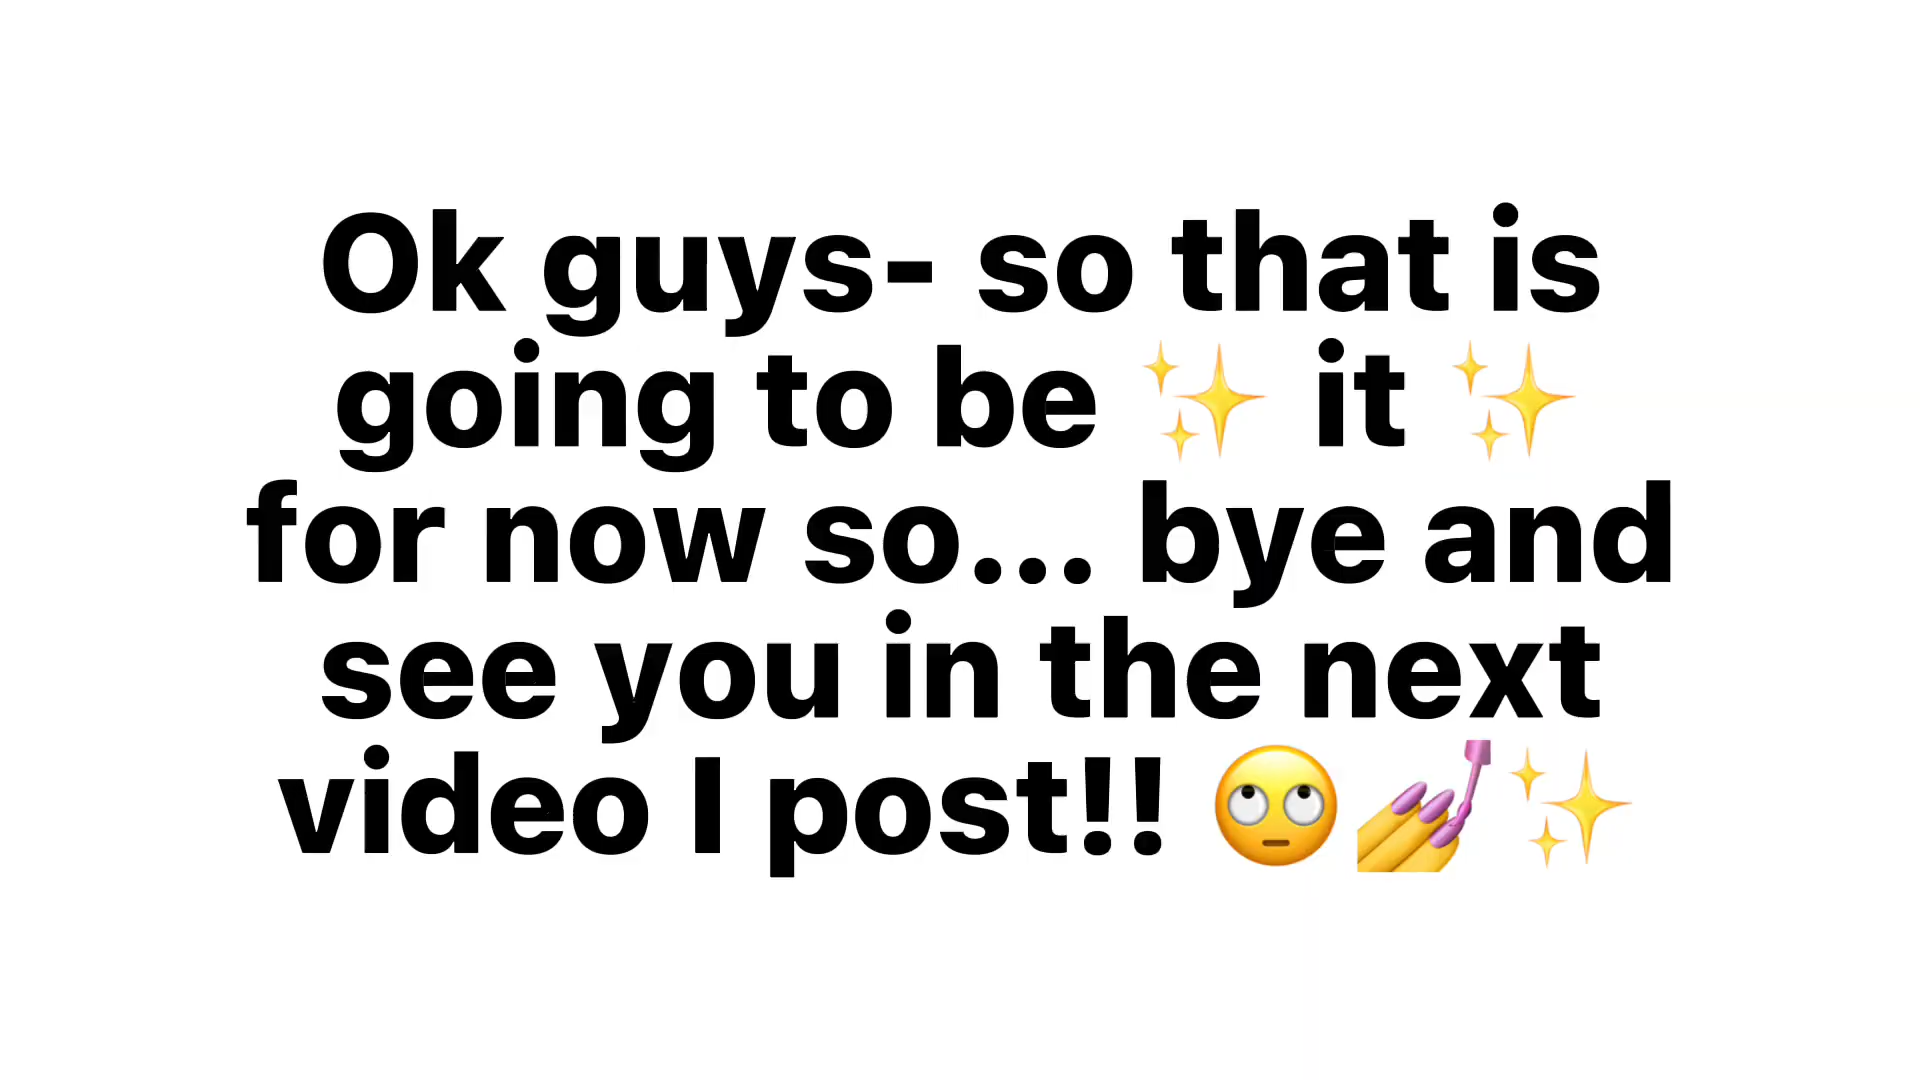 Ok guys- so that is
going to be ✨ it ✨
for now so... bye and
see you in the next
video I post!! 🙄💅✨